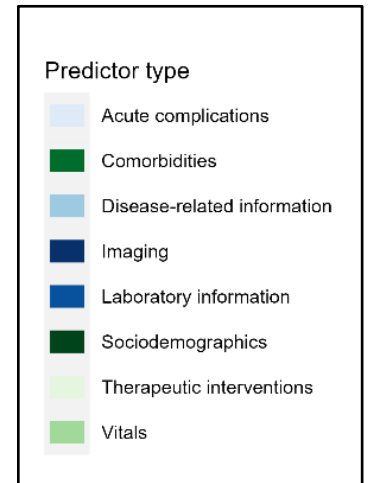 Predictor type
Acute complications
Comorbidities
Disease-related information
Imaging
Laboratory information
Sociodemographics
Therapeutic interventions
Vitals